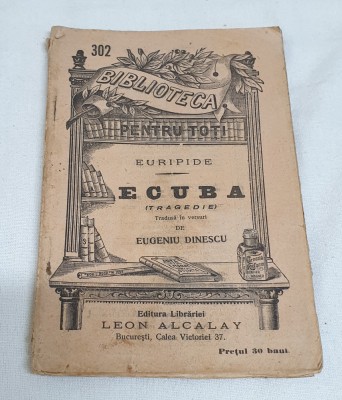 302
BIBLIOTECA
PENTRU TOTI
EURIPIDE
ECUBA
(TRAGEDIE)
Tradusă în versuri
DE
EUGENIU DINESCU
Editura Librăriei
LEON ALCALAY
Bucureşti, Calea Victoriei 37.
Preţul 30 bani